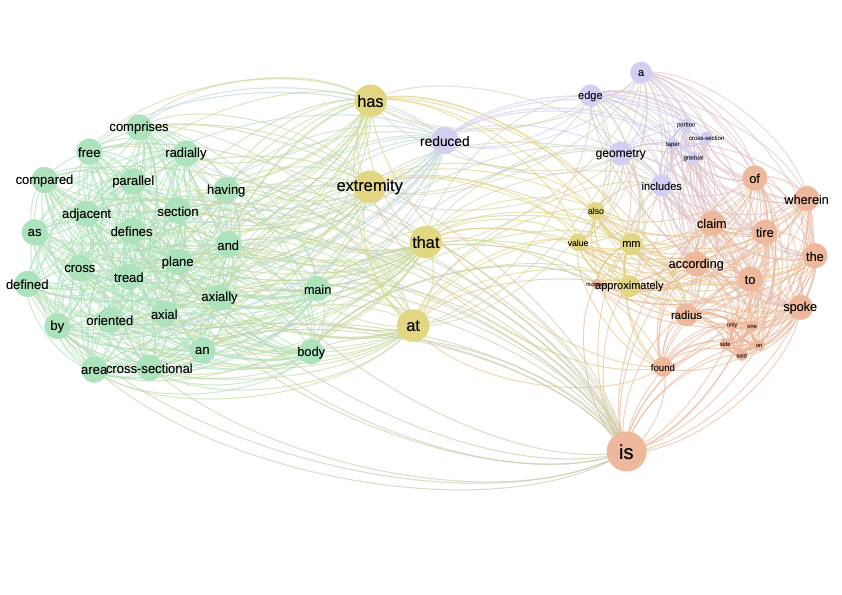 a
edge
has
portion
comprises
cross-section
reduced
taper
free
radially
geometry
gradual
compared
parallel
extremity
includes
of
having
wherein
adjacent
section
also
claim
as
defines
tire
that
value
mm
and
the
cross
plane
according
tread
to
defined
main
approximately
axially
spoke
by
oriented
axial
radius
at
only
one
side
on
an
body
said
area
cross-sectional
found
is